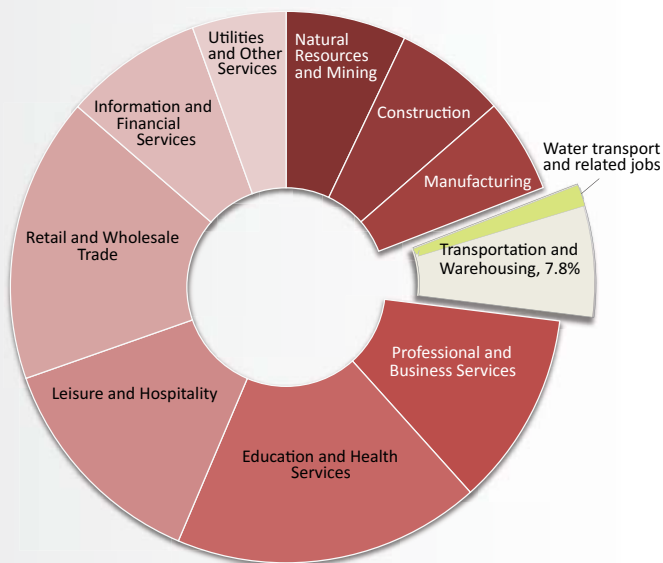 Utilities
and Other
Services
Natural
Resources
and Mining
Information and
Financial
Services
Construction
Manufacturing
Water transport
and related jobs
Retail and Wholesale
Trade
Transportation and
Warehousing, 7.8%
Professional and
Business Services
Leisure and Hospitality
Education and Health
Services